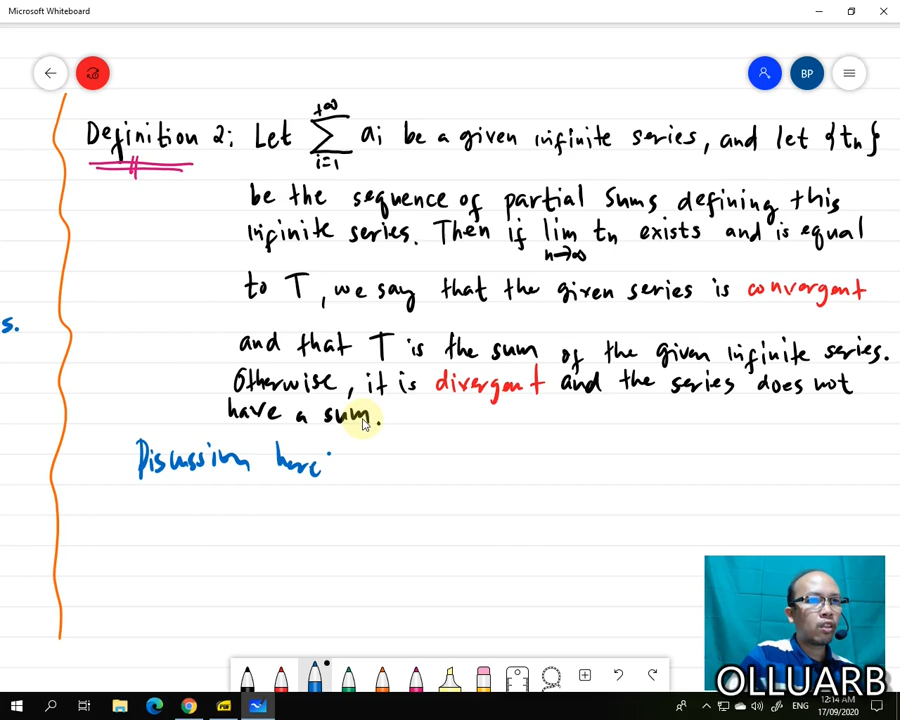 Microsoft Whiteboard
BP
Definition 2: Let +∞ ∑ i=1 ai be a given infinite series, and let {tn}
be the sequence of partial sums defining this
infinite series. Then if lim n→∞ tn exists and is equal
to T, we say that the given series is convergent
s.
and that T is the sum of the given infinite series.
Otherwise, it is divergent and the series does not
have a sum.
Discussion here
OLLUARB
ENG
12:14 AM
17/09/2020